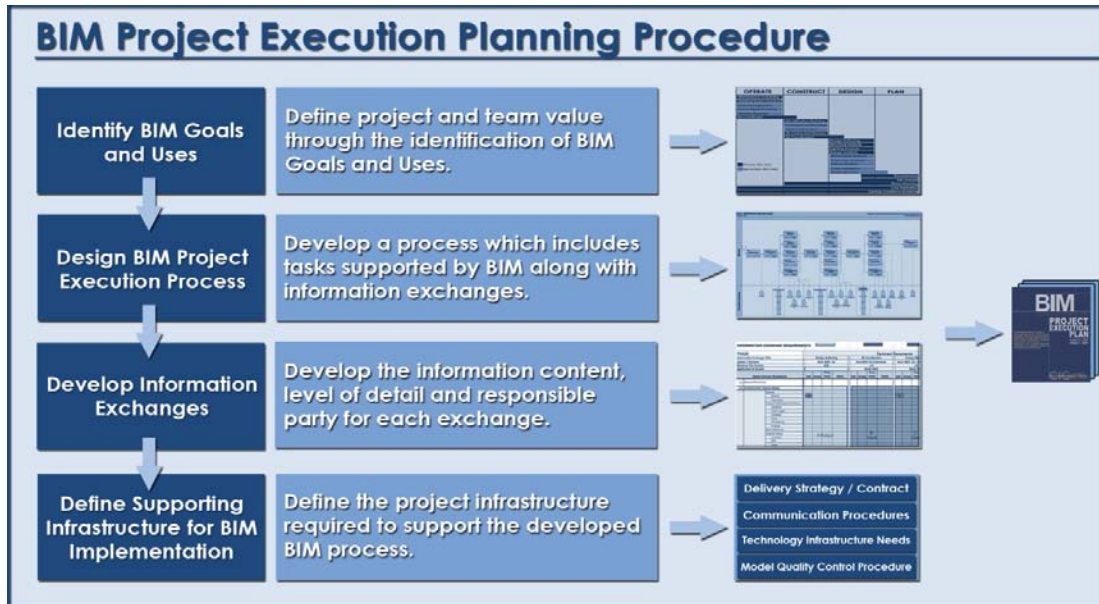 BIM Project Execution Planning Procedure
Identify BIM Goals
and Uses
Define project and team value
through the identification of BIM
Goals and Uses.
OPERATE CONSTRUCT DESIGN PLAN
Design BIM Project
Execution Process
Develop a process which includes
tasks supported by BIM along with
information exchanges.
Develop Information
Exchanges
Develop the information content,
level of detail and responsible
party for each exchange.
Define Supporting
Infrastructure for BIM
Implementation
Define the project infrastructure
required to support the developed
BIM process.
Delivery Strategy / Contract
Communication Procedures
Technology Infrastructure Needs
Model Quality Control Procedure
BIM
PROJECT
EXECUTION
PLAN